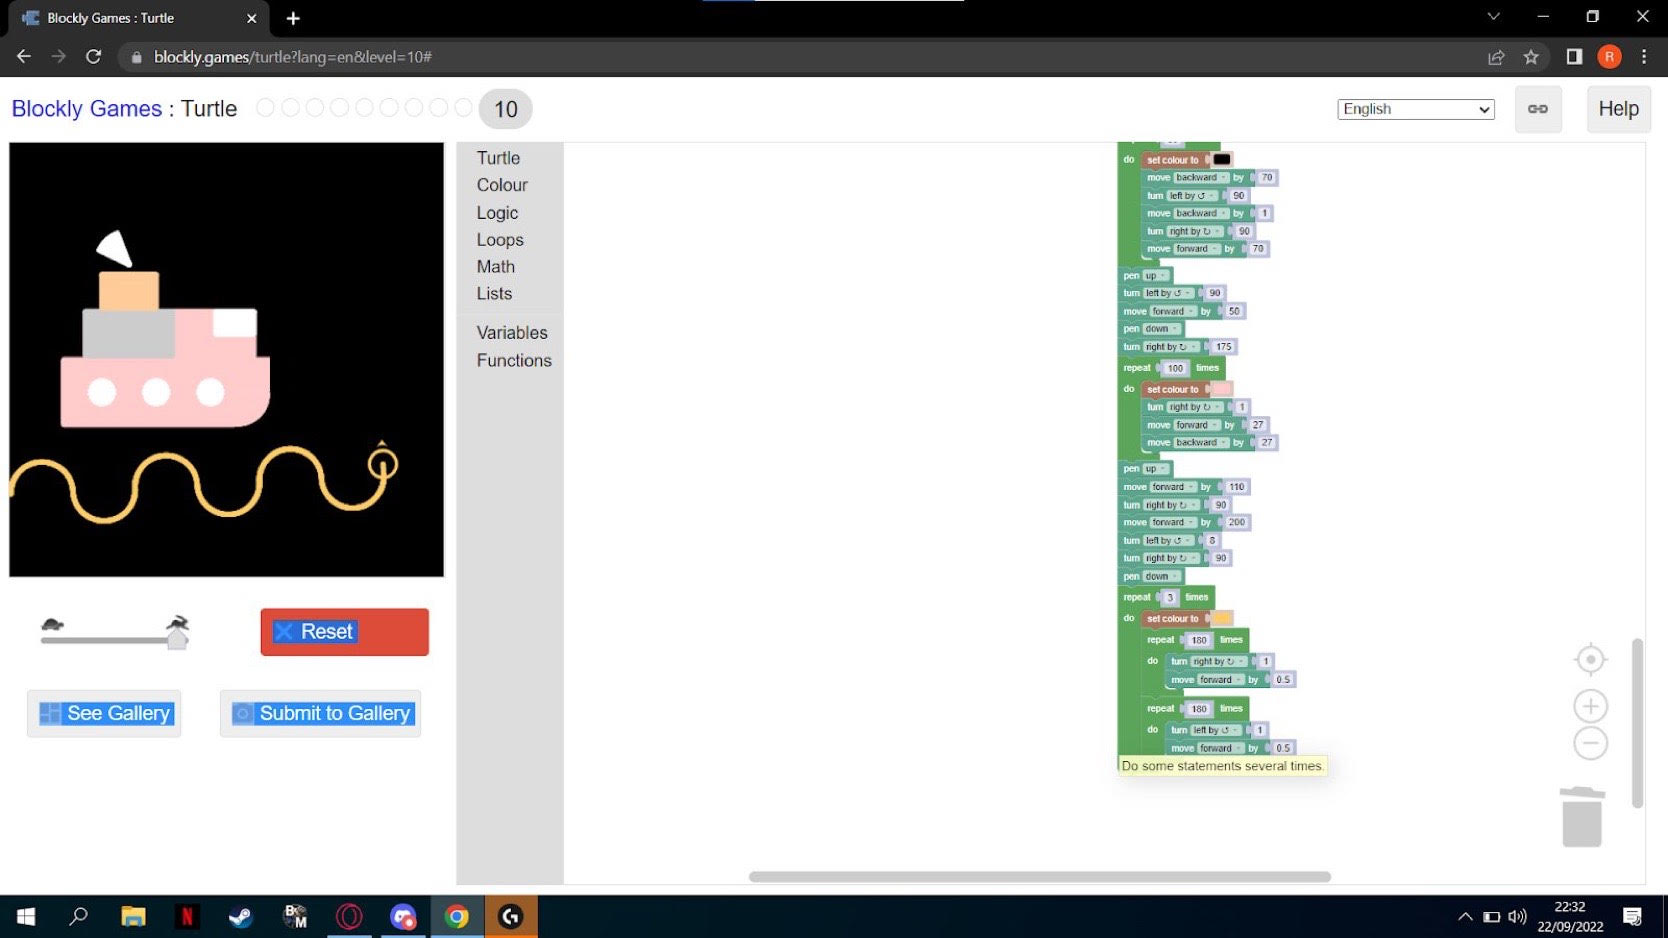 Blockly Games : Turtle
blockly.games/turtle?lang=en&level=10#
R
Blockly Games : Turtle 10
English
Help
Turtle
Colour
Logic
Loops
Math
Lists
Variables
Functions
do set colour to
move backward by 70
turn left by ↺ 90
move backward by 1
turn right by ↻ 90
move forward by 70
pen up
turn left by ↺ 90
move forward by 50
pen down
turn right by ↻ 175
repeat 100 times
do set colour to
turn right by ↻ 1
move forward by 27
move backward by 27
pen up
move forward by 110
turn right by ↻ 90
move forward by 200
turn left by ↺ 8
turn right by ↻ 90
pen down
repeat 3 times
do set colour to
repeat 180 times
do turn right by ↻ 1
move forward by 0.5
repeat 180 times
do turn left by ↺ 1
move forward by 0.5
Do some statements several times.
Reset
See Gallery
Submit to Gallery
N
B
M
22:32
22/09/2022